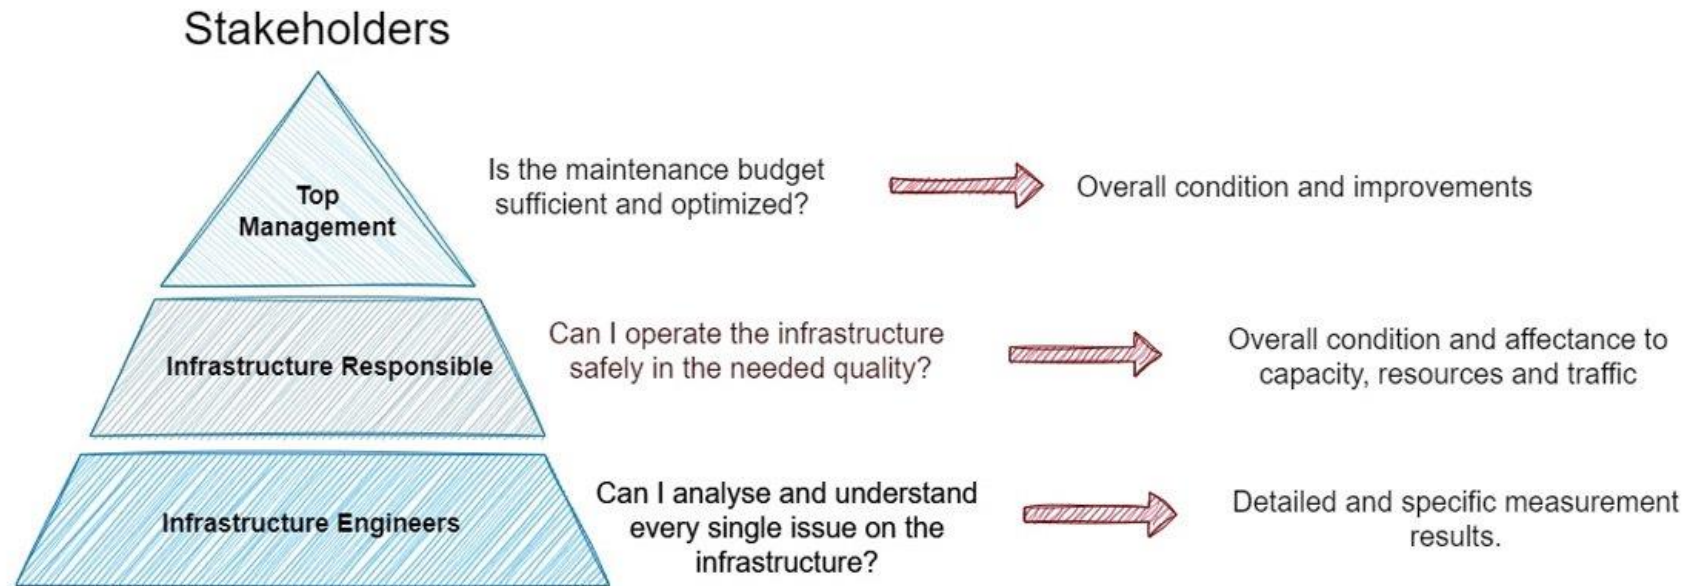 Stakeholders
Top
Management
Is the maintenance budget
sufficient and optimized?
Overall condition and improvements
Infrastructure Responsible
Can I operate the infrastructure
safely in the needed quality?
Overall condition and affectance to
capacity, resources and traffic
Infrastructure Engineers
Can I analyse and understand
every single issue on the
infrastructure?
Detailed and specific measurement
results.